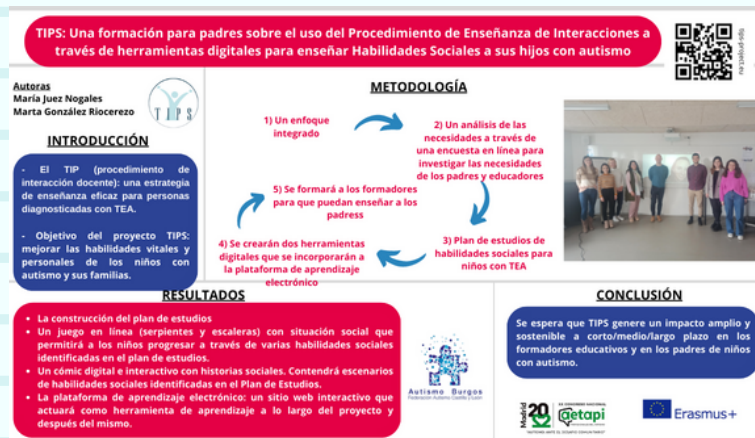 TIPS: Una formación para padres sobre el uso del Procedimiento de Enseñanza de Interacciones a
través de herramientas digitales para enseñar Habilidades Sociales a sus hijos con autismo
tips-project.eu
Autoras
María Juez Nogales
Marta González Riocerezo
TIPS
INTRODUCCIÓN
- El TIP (procedimiento de
interacción docente): una estrategia
de enseñanza eficaz para personas
diagnosticadas con TEA.
- Objetivo del proyecto TIPS:
mejorar las habilidades vitales y
personales de los niños con
autismo y sus familias.
METODOLOGÍA
1) Un enfoque
integrado
2) Un análisis de las
necesidades a través de
una encuesta en línea para
investigar las necesidades
de los padres y educadores
3) Plan de estudios de
habilidades sociales para
niños con TEA
4) Se crearán dos herramientas
digitales que se incorporarán a
la plataforma de aprendizaje
electrónico
5) Se formará a los formadores
para que puedan enseñar a los
padress
RESULTADOS
• La construcción del plan de estudios
• Un juego en línea (serpientes y escaleras) con situación social que
permitirá a los niños progresar a través de varias habilidades sociales
identificadas en el plan de estudios.
• Un cómic digital e interactivo con historias sociales. Contendrá escenarios
de habilidades sociales identificadas en el Plan de Estudios.
• La plataforma de aprendizaje electrónico: un sitio web interactivo que
actuará como herramienta de aprendizaje a lo largo del proyecto y
después del mismo.
Autismo Burgos
Federación Autismo Castilla y León
CONCLUSIÓN
Se espera que TIPS genere un impacto amplio y
sostenible a corto/medio/largo plazo en los
formadores educativos y en los padres de niños
con autismo.
Madrid
20
XX CONGRESO NACIONAL
aetapi
Erasmus+